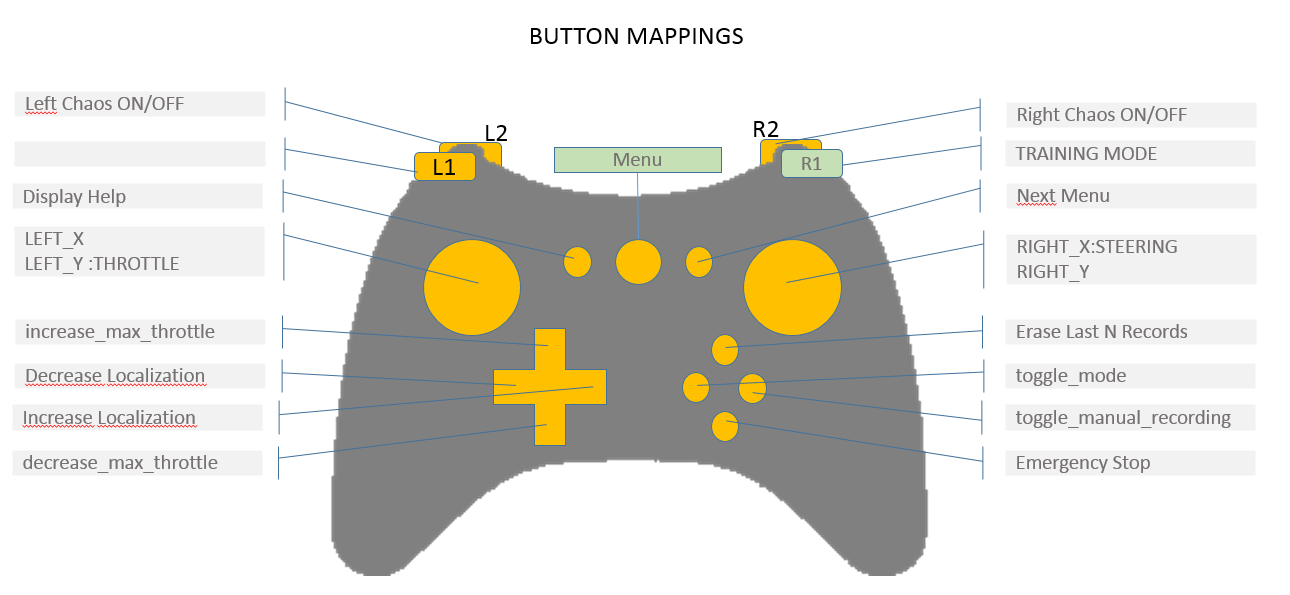 BUTTON MAPPINGS
Left Chaos ON/OFF
L2
L1
Display Help
LEFT_X
LEFT_Y :THROTTLE
increase_max_throttle
Decrease Localization
Increase Localization
decrease_max_throttle
Menu
R2
R1
Right Chaos ON/OFF
TRAINING MODE
Next Menu
RIGHT_X:STEERING
RIGHT_Y
Erase Last N Records
toggle_mode
toggle_manual_recording
Emergency Stop